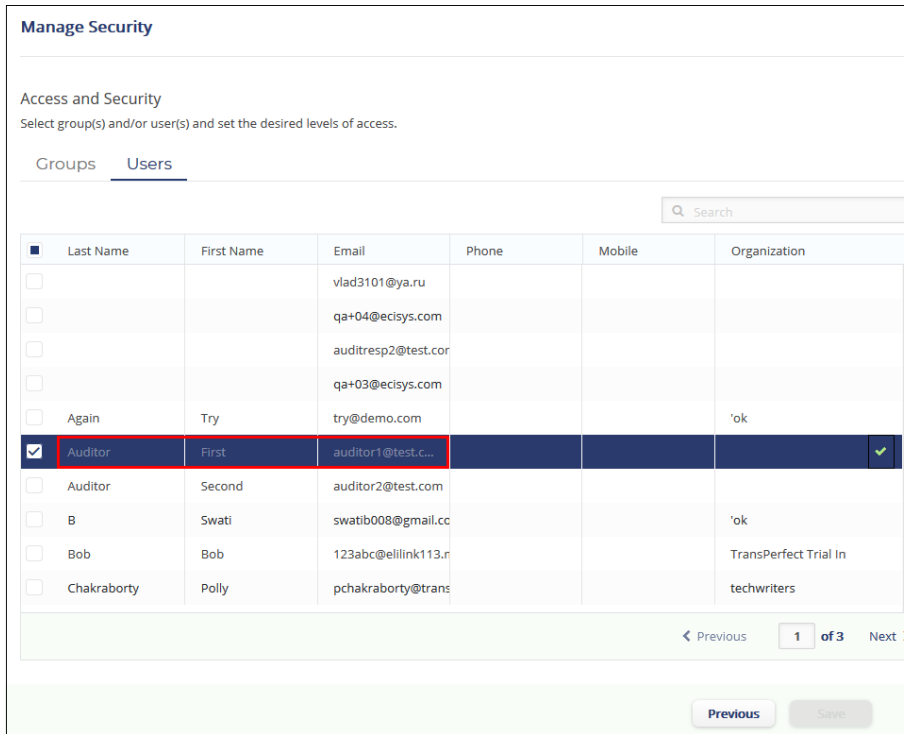 Manage Security
Access and Security
Select group(s) and/or user(s) and set the desired levels of access.
Groups Users
Search
Last Name First Name Email Phone Mobile Organization
vlad3101@ya.ru
qa+04@ecisys.com
auditresp2@test.cor
qa+03@ecisys.com
Again Try try@demo.com 'ok
Auditor First auditor1@test.c...
Auditor Second auditor2@test.com
B Swati swatib008@gmail.cc 'ok
Bob Bob 123abc@elilink113.r TransPerfect Trial In
Chakraborty Polly pchakraborty@trans techwriters
Previous 1 of 3 Next
Previous Save